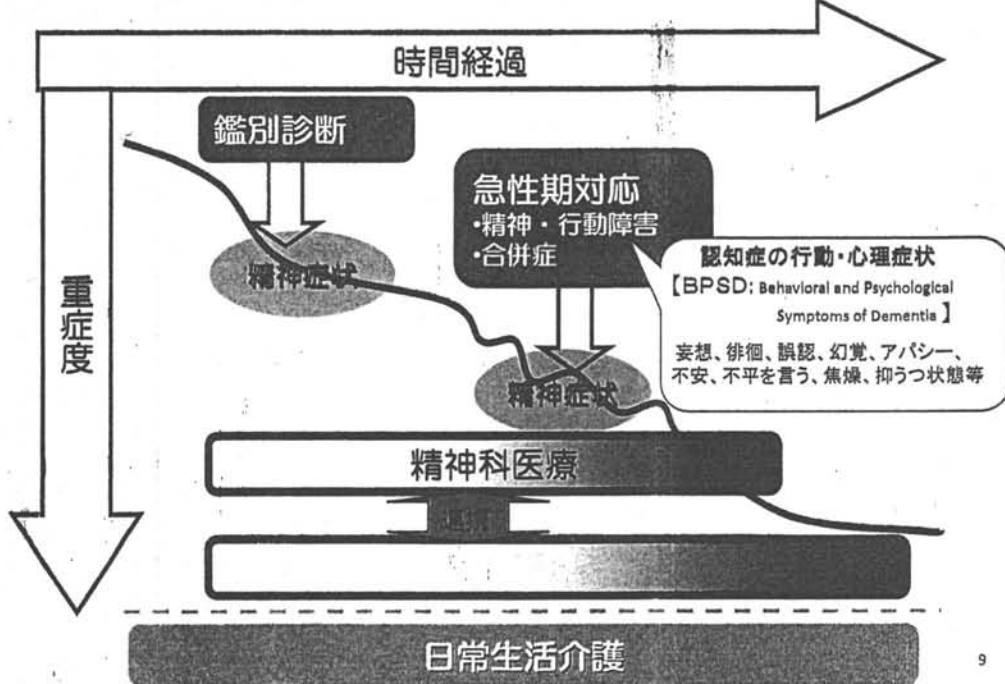 時間経過
鑑別診断
急性期対応
•精神・行動障害
•合併症
認知症の行動・心理症状
【BPSD: Behavioral and Psychological
Symptoms of Dementia 】
妄想、徘徊、誤認、幻覚、アパシー、
不安、不平を言う、焦燥、抑うつ状態等
重症度
精神症状
精神症状
精神科医療
日常生活介護
9